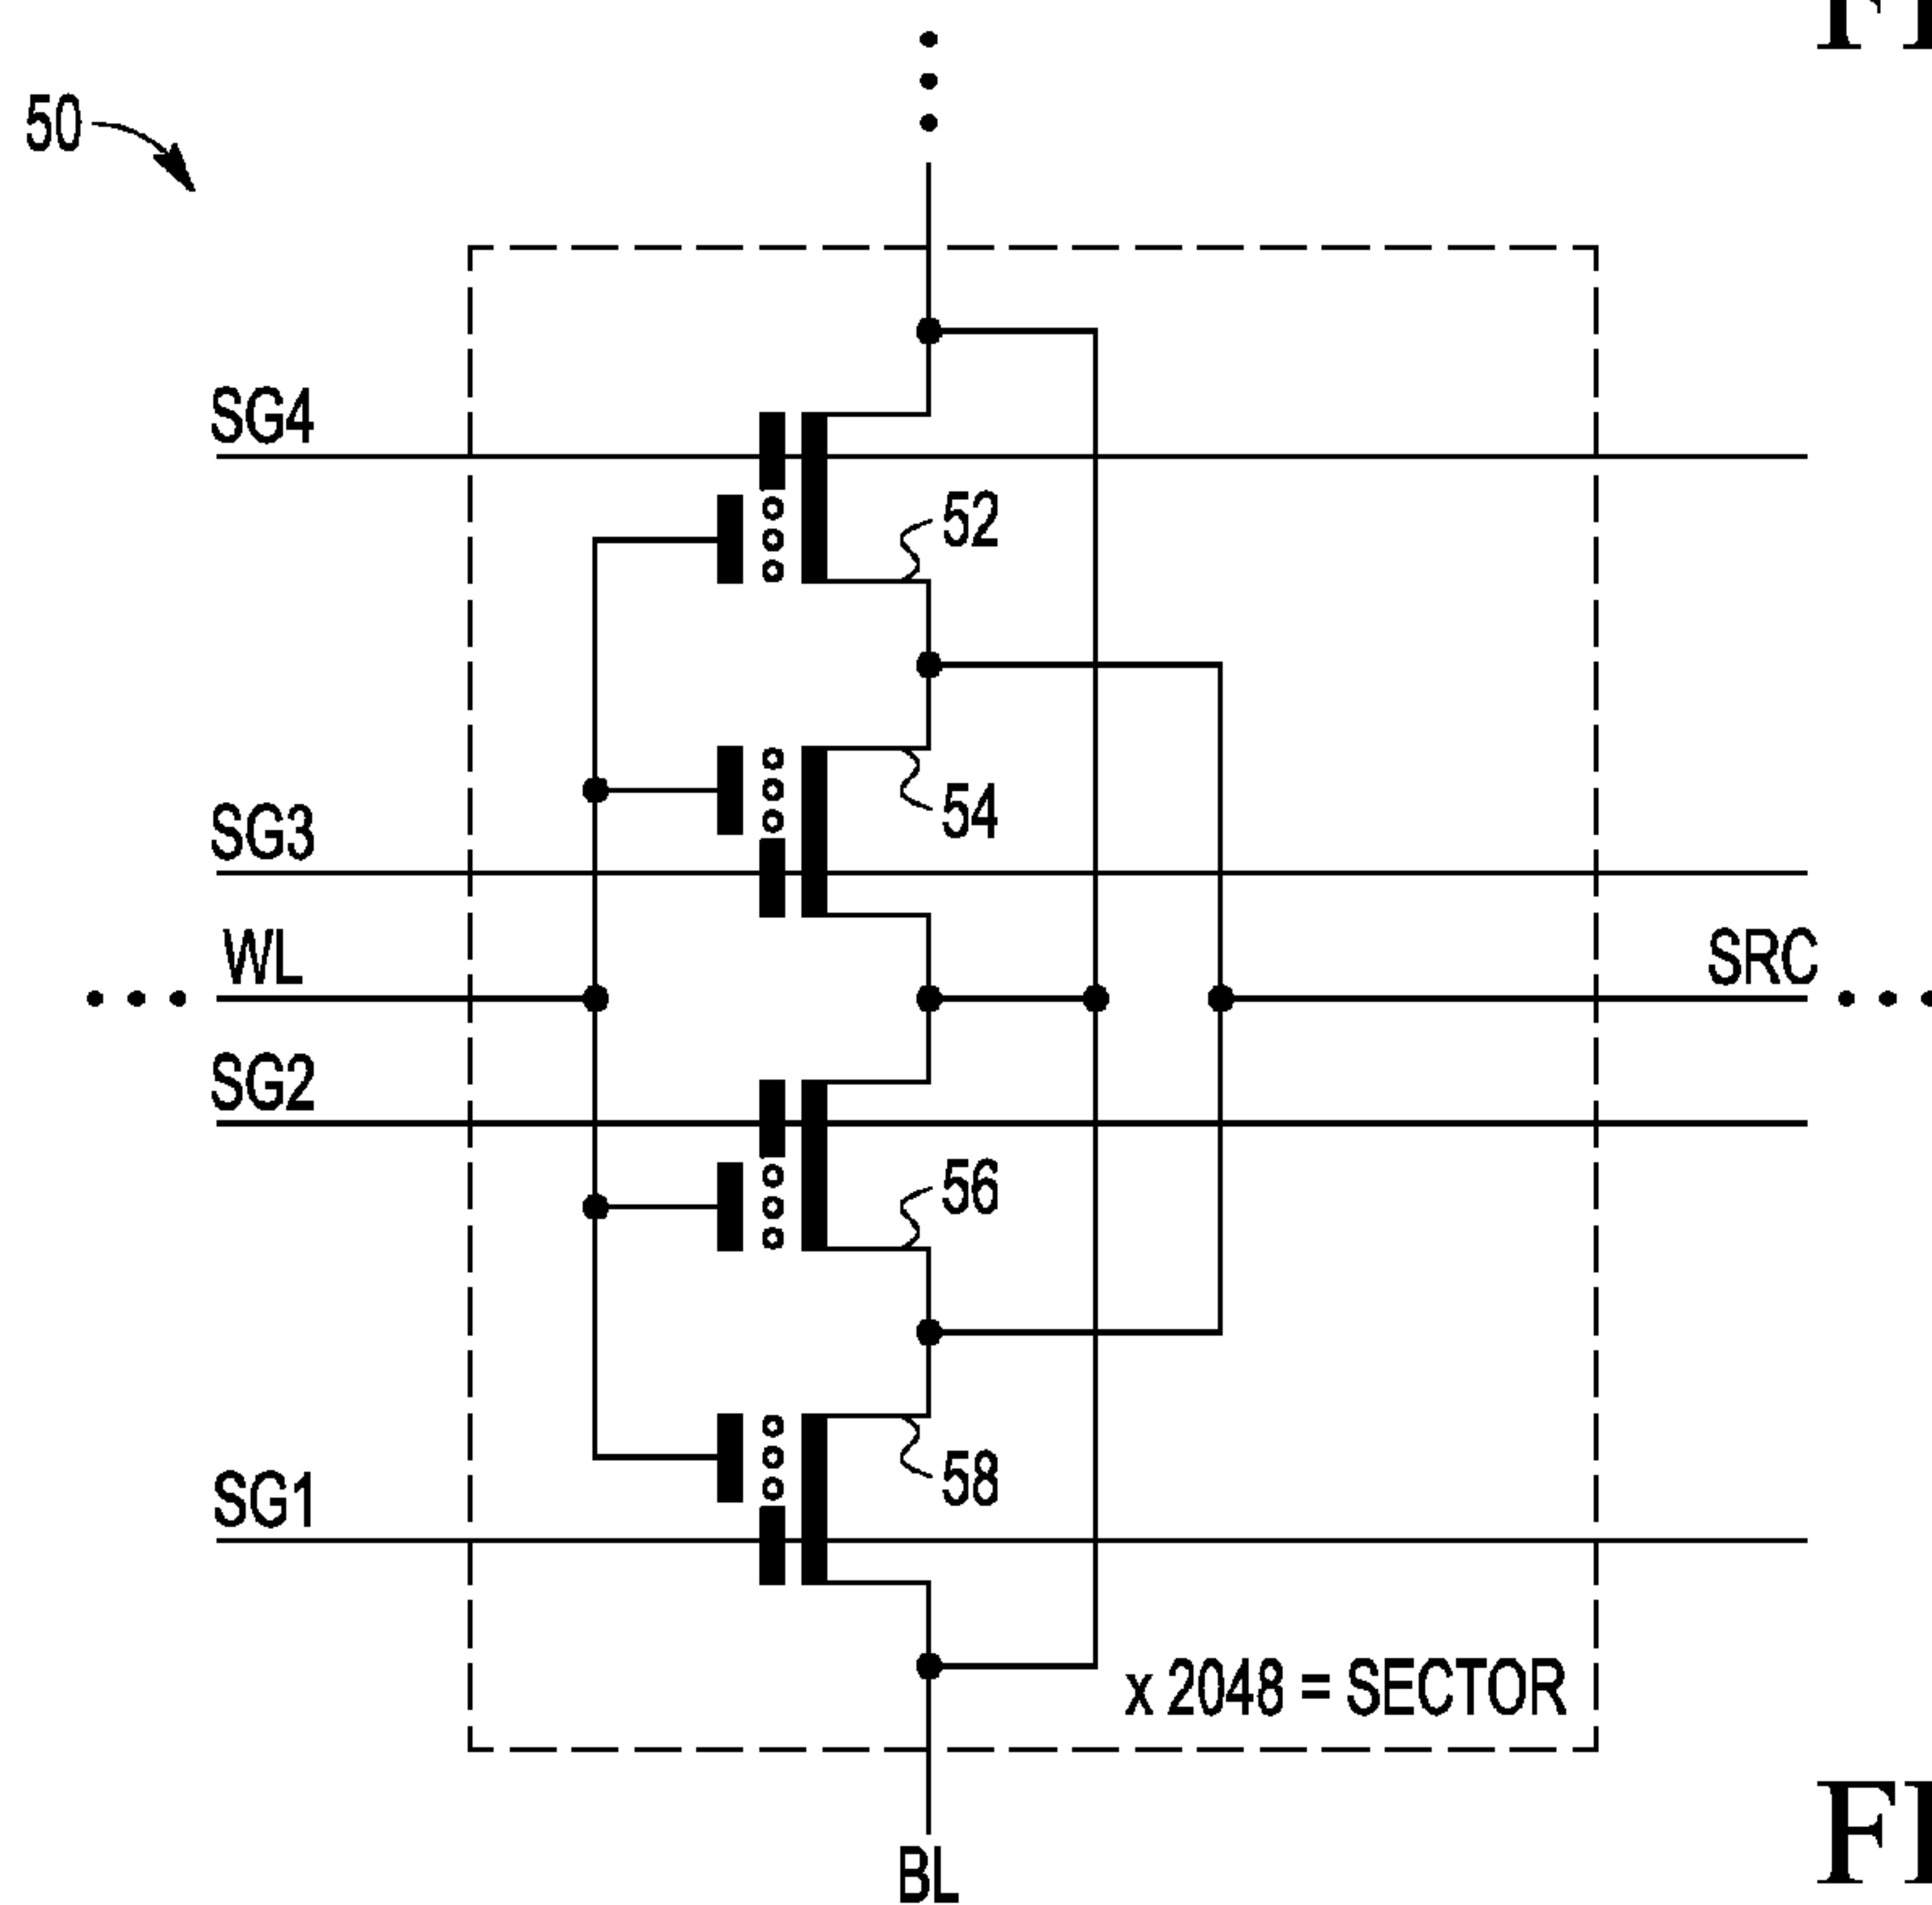 50
SG4
52
54
SG3
WL
SRC
SG2
56
58
SG1
x 2048 = SECTOR
BL